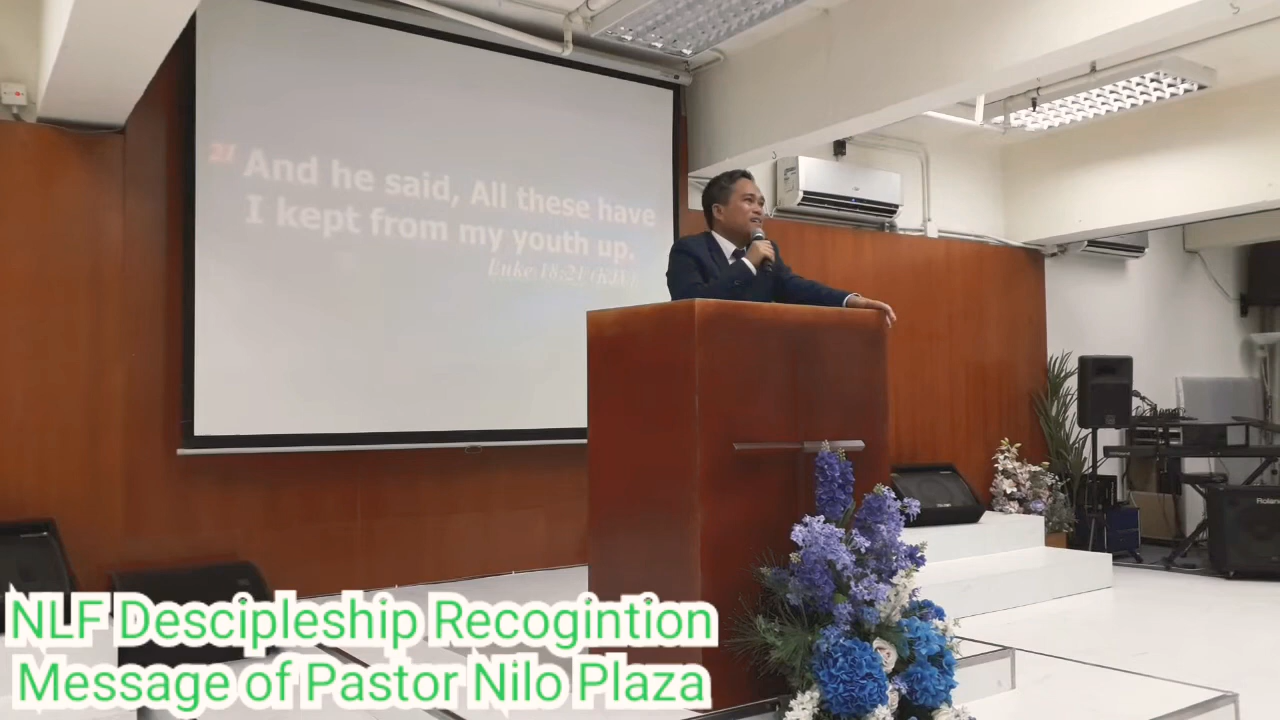 21 And he said, All these have
I kept from my youth up.
Luke 18:21 (KJV)
Roland
NLF Descipleship Recogintion
Message of Pastor Nilo Plaza